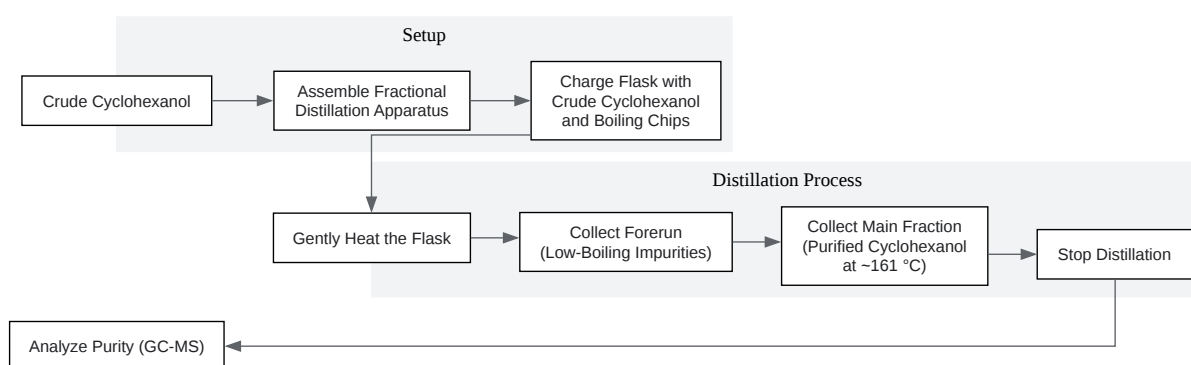 Setup
Crude Cyclohexanol
Assemble Fractional
Distillation Apparatus
Charge Flask with
Crude Cyclohexanol
and Boiling Chips
Distillation Process
Gently Heat the Flask
Collect Forerun
(Low-Boiling Impurities)
Collect Main Fraction
(Purified Cyclohexanol
at ~161 °C)
Stop Distillation
Analyze Purity (GC-MS)